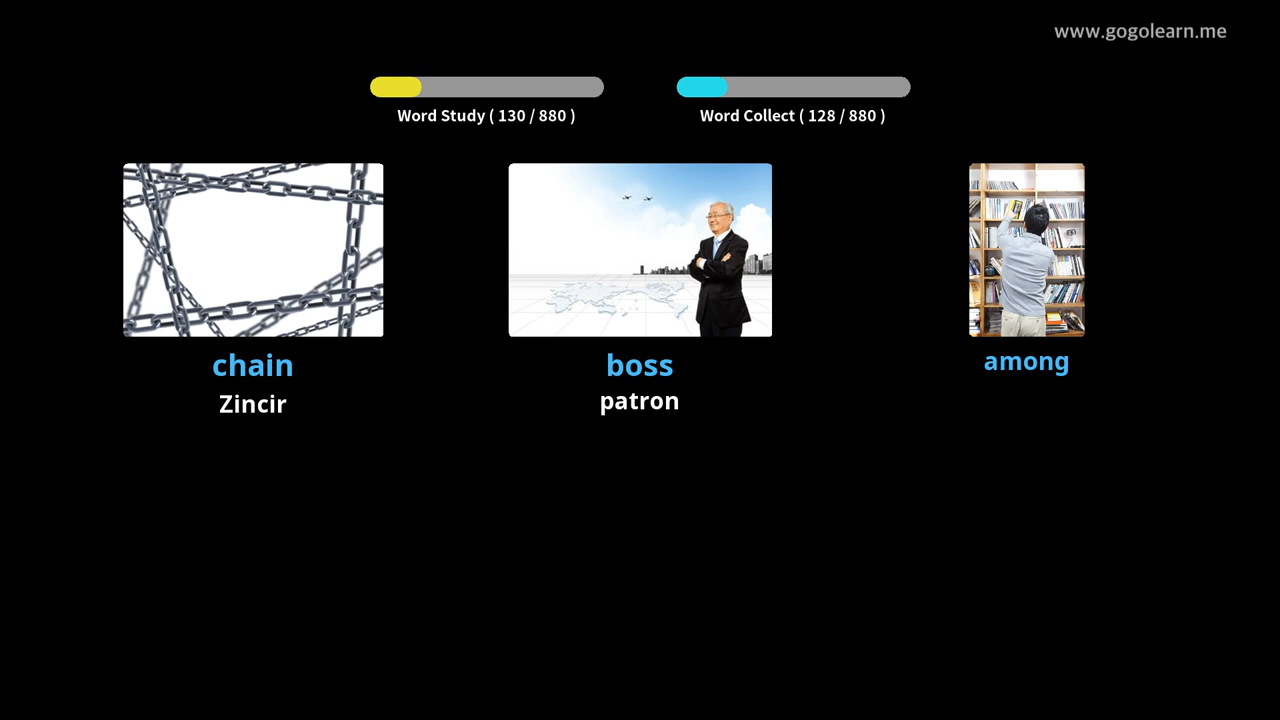 www.gogolearn.me
Word Study ( 130 / 880 )
Word Collect ( 128 / 880 )
chain
Zincir
boss
patron
among